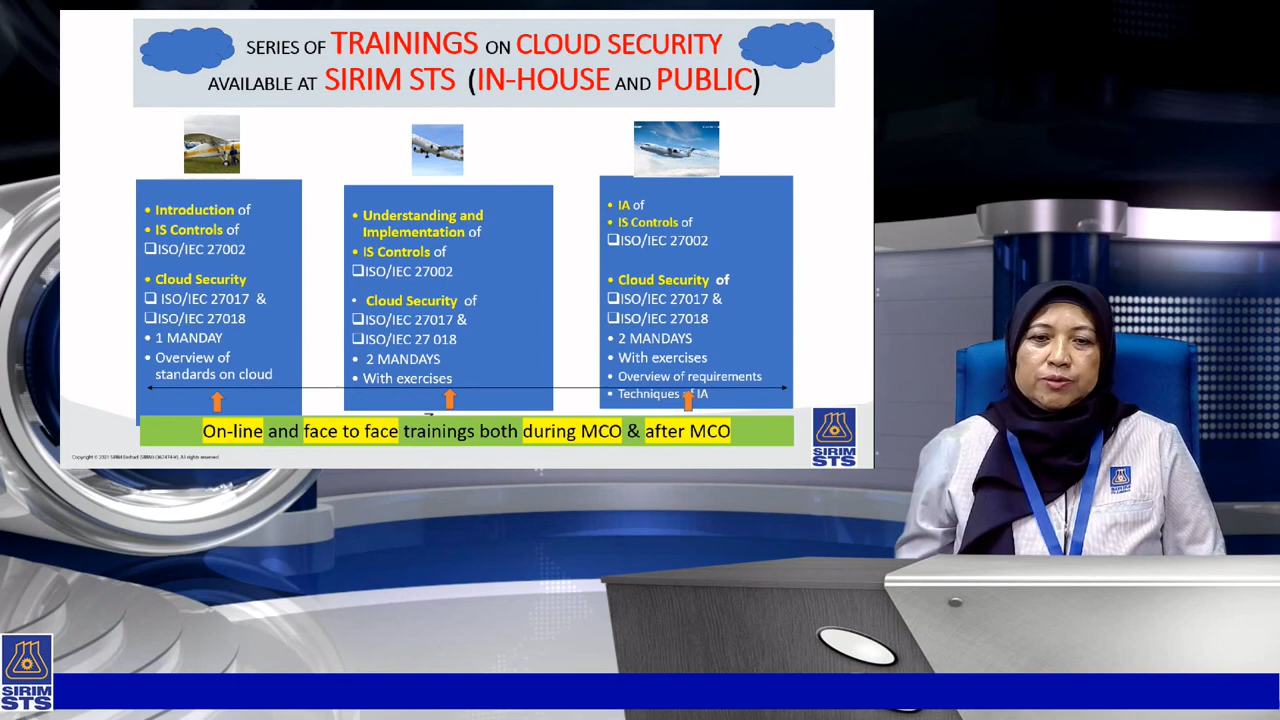 SERIES OF TRAININGS ON CLOUD SECURITY
AVAILABLE AT SIRIM STS (IN-HOUSE AND PUBLIC)
• Introduction of
• IS Controls of
❑ISO/IEC 27002
• Cloud Security
❑ ISO/IEC 27017 &
❑ISO/IEC 27018
• 1 MANDAY
• Overview of
standards on cloud
• Understanding and
Implementation of
• IS Controls of
❑ISO/IEC 27002
• Cloud Security of
❑ISO/IEC 27017 &
❑ISO/IEC 27 018
• 2 MANDAYS
• With exercises
• IA of
• IS Controls of
❑ISO/IEC 27002
• Cloud Security of
❑ISO/IEC 27017 &
❑ISO/IEC 27018
• 2 MANDAYS
• With exercises
• Overview of requirements
• Techniques of IA
On-line and face to face trainings both during MCO & after MCO
SIRIM
STS
SIRIM
STS